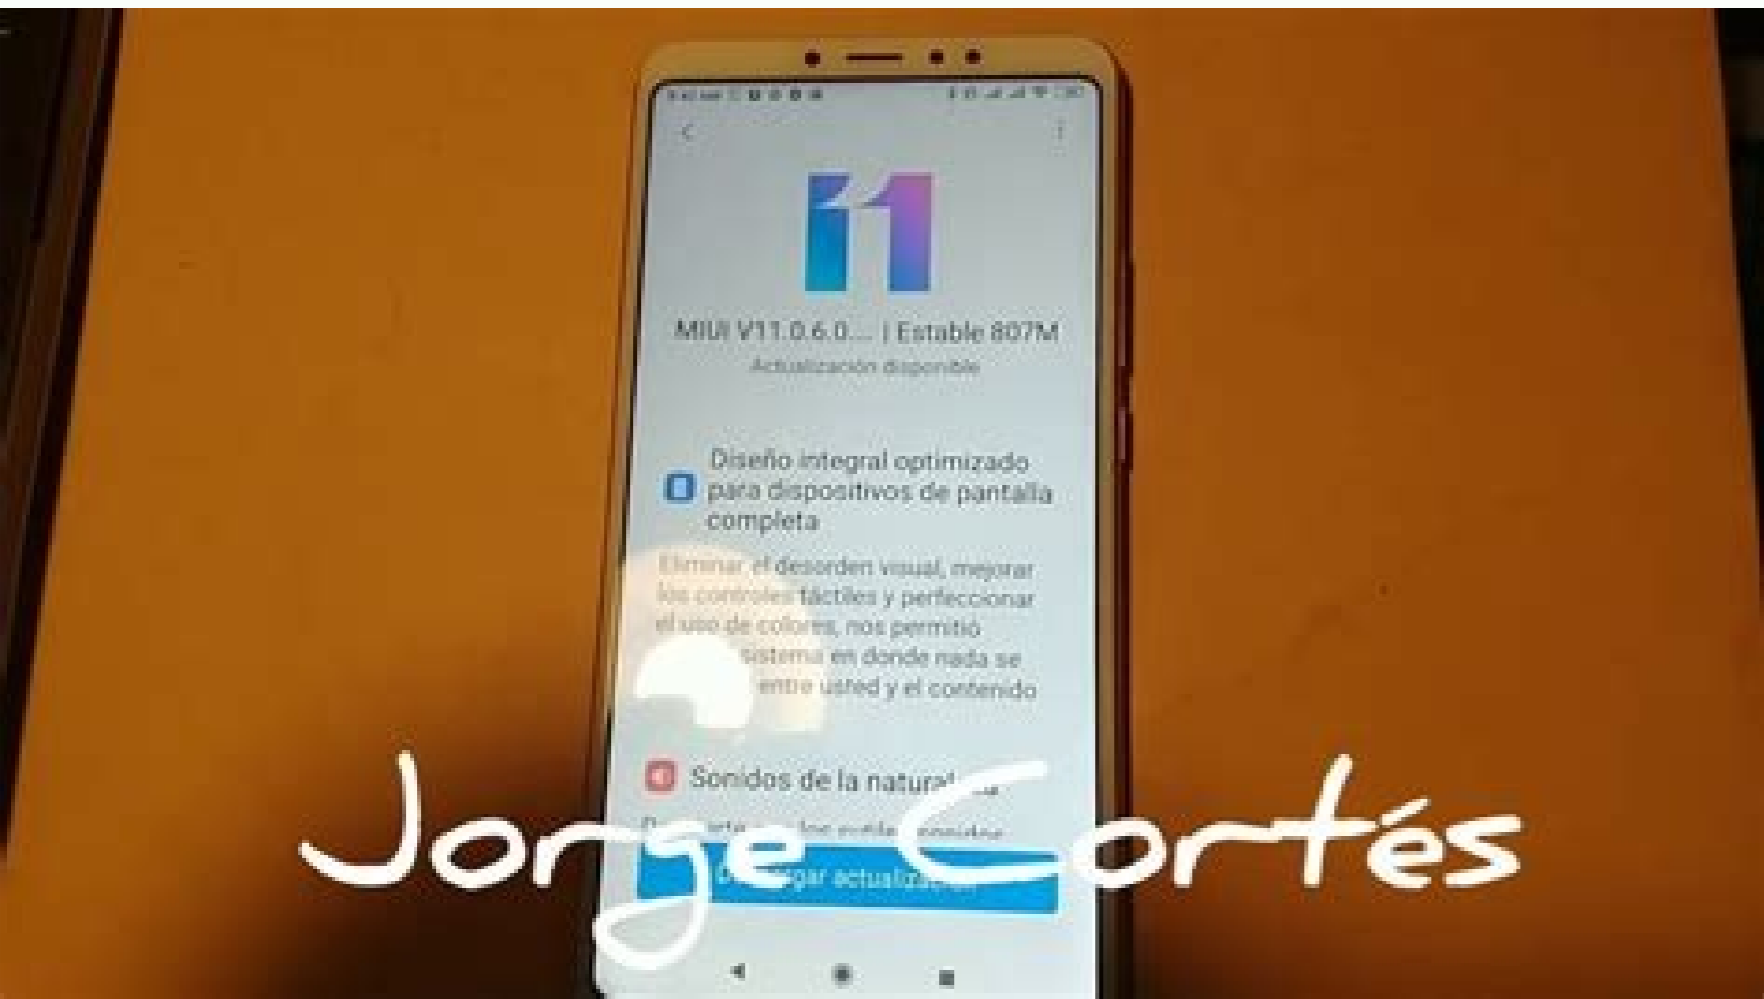 11
MIUI V11.0.6.0... | Estable 807M
Actualización disponible
Diseño integral optimizado
para dispositivos de pantalla
completa
Eliminar el desorden visual, mejorar
los controles táctiles y perfeccionar
el uso de colores, nos permitió
sistema en donde nada se
entre usted y el contenido
Sonidos de la
Jorge Cortés
actualización